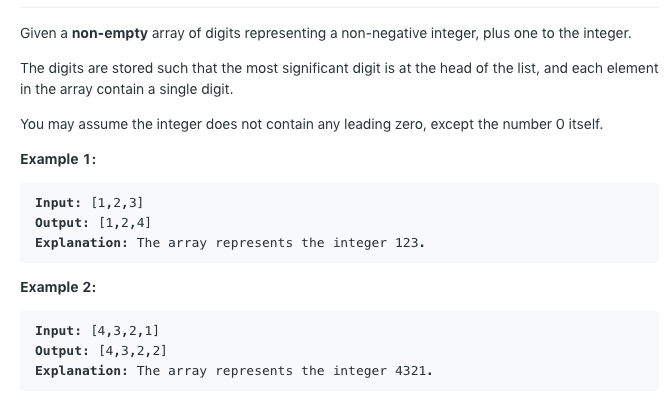 Given a non-empty array of digits representing a non-negative integer, plus one to the integer.
The digits are stored such that the most significant digit is at the head of the list, and each element
in the array contain a single digit.
You may assume the integer does not contain any leading zero, except the number 0 itself.
Example 1:
Input: [1,2,3]
Output: [1,2,4]
Explanation: The array represents the integer 123.
Example 2:
Input: [4,3,2,1]
Output: [4,3,2,2]
Explanation: The array represents the integer 4321.